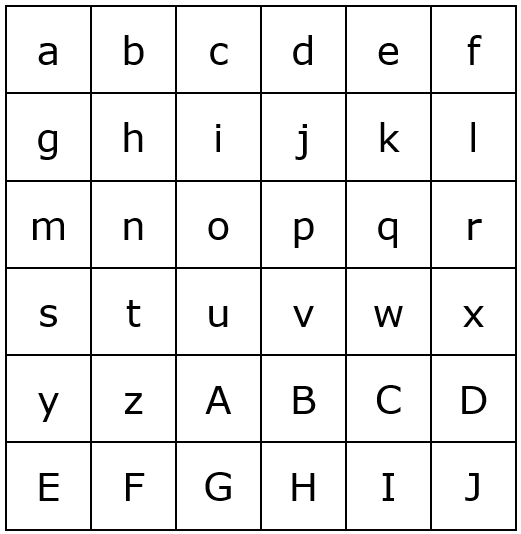 a b c d e f
g h i j k l
m n o p q r
s t u v w x
y z A B C D
E F G H I J